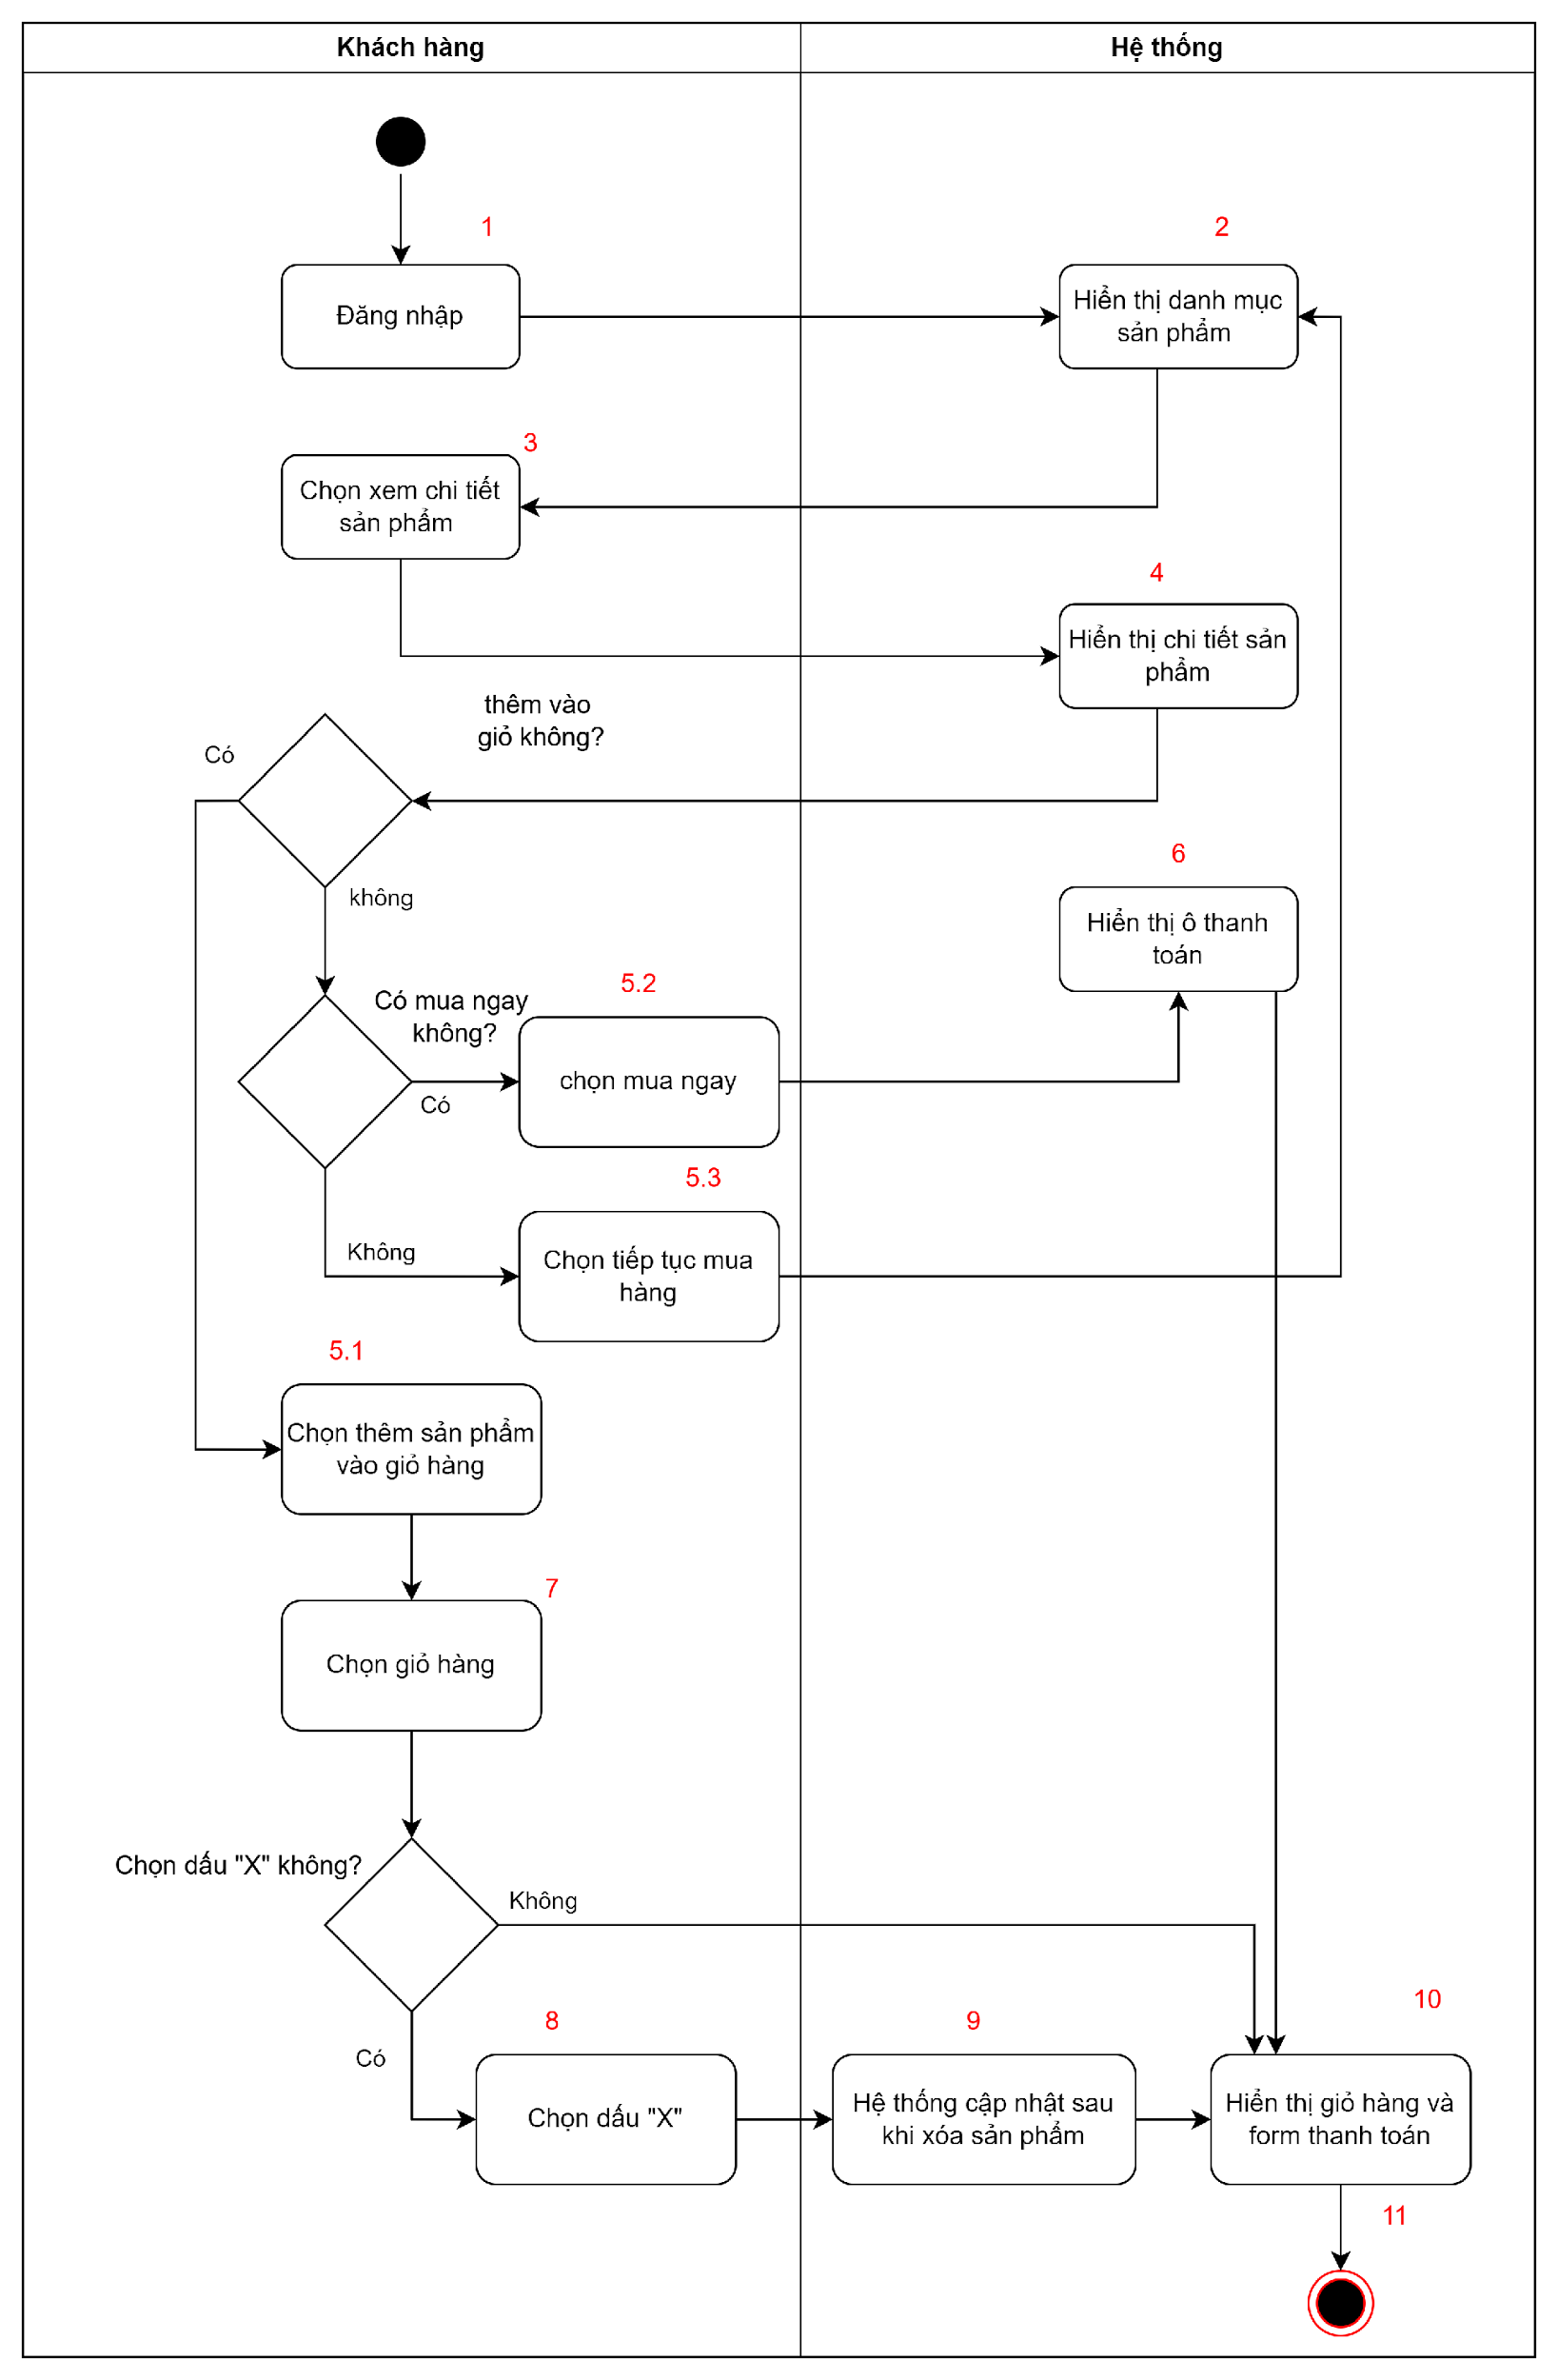 Khách hàng
Hệ thống
1
2
Đăng nhập
Hiển thị danh mục
sản phẩm
3
Chọn xem chi tiết
sản phẩm
4
Hiển thị chi tiết sản
phẩm
thêm vào
giỏ không?
Có
không
6
Hiển thị ô thanh
toán
5.2
Có mua ngay
không?
chọn mua ngay
Có
5.3
Không
Chọn tiếp tục mua
hàng
5.1
Chọn thêm sản phẩm
vào giỏ hàng
7
Chọn giỏ hàng
Chọn dấu "X" không?
Không
10
8
9
Có
Chọn dấu "X"
Hệ thống cập nhật sau
khi xóa sản phẩm
Hiển thị giỏ hàng và
form thanh toán
11